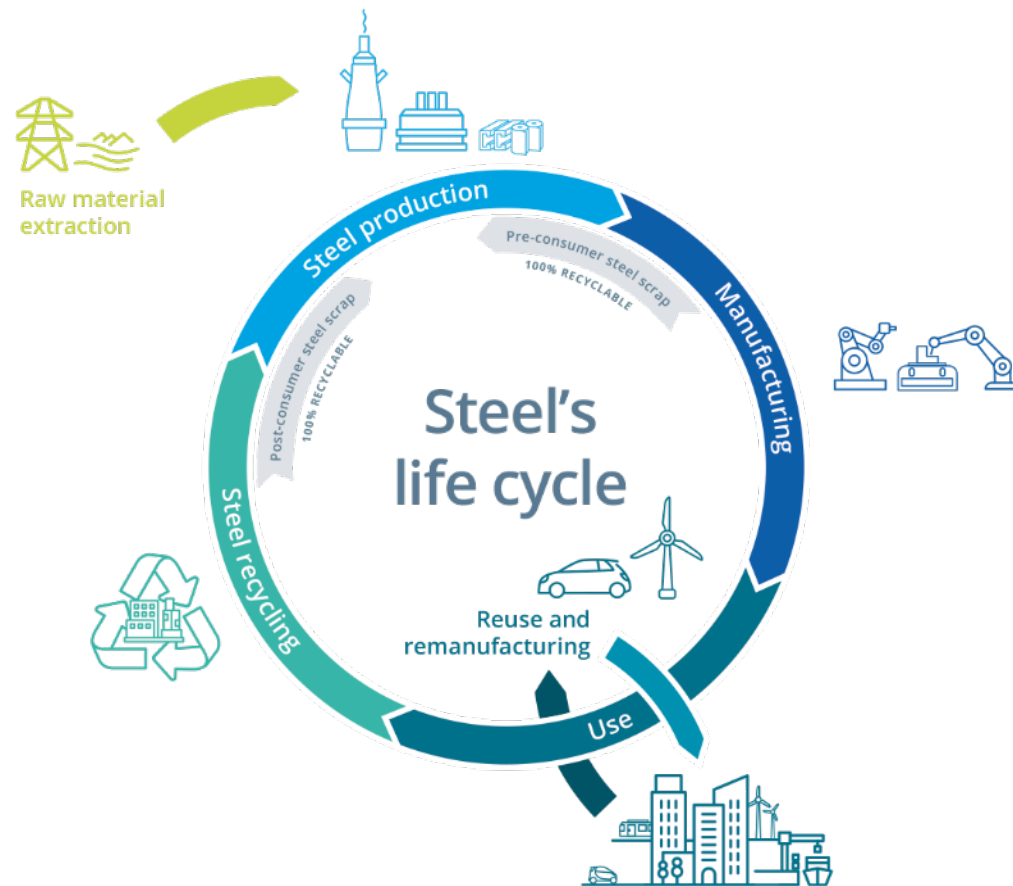 Raw material
extraction
Steel production
Pre-consumer steel scrap
100% RECYCLABLE
Manufacturing
Post-consumer steel scrap
100% RECYCLABLE
Steel's
life cycle
Steel recycling
Reuse and
remanufacturing
Use